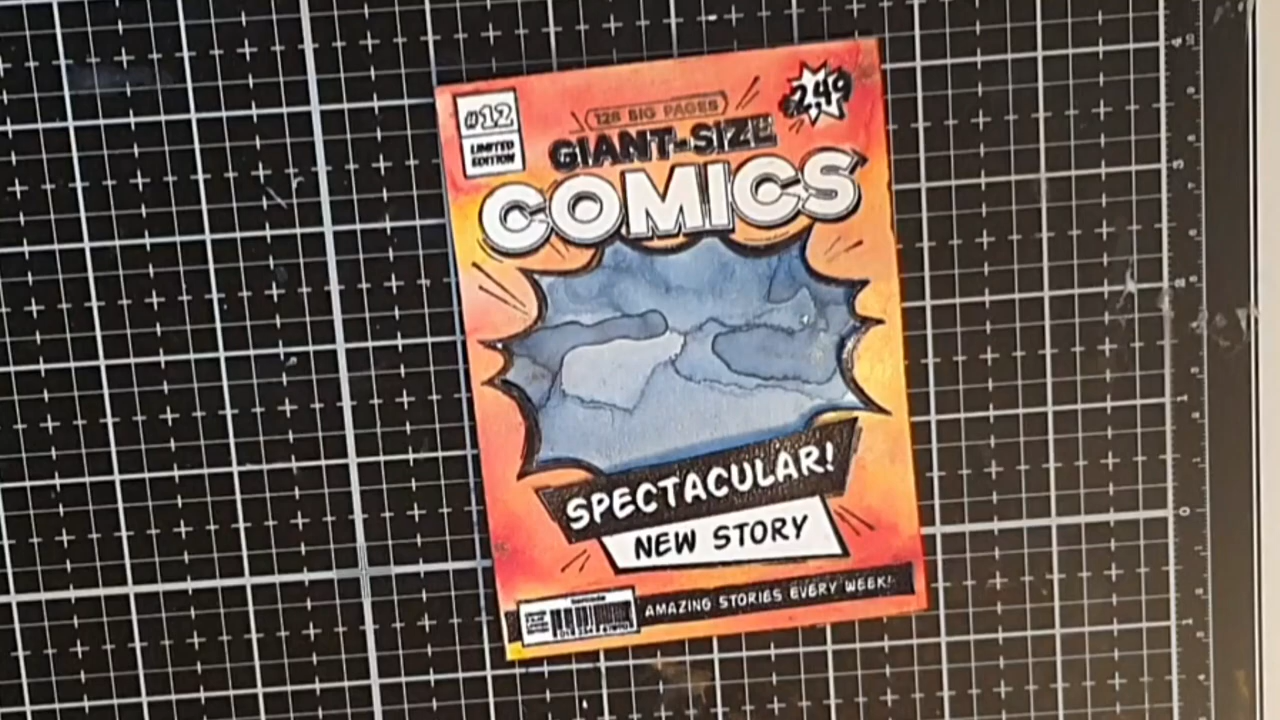 #12
LIMITED
EDITION
128 BIG PAGES
2,49
GIANT-SIZE
COMICS
SPECTACULAR!
NEW STORY
AMAZING STORIES EVERY WEEK!